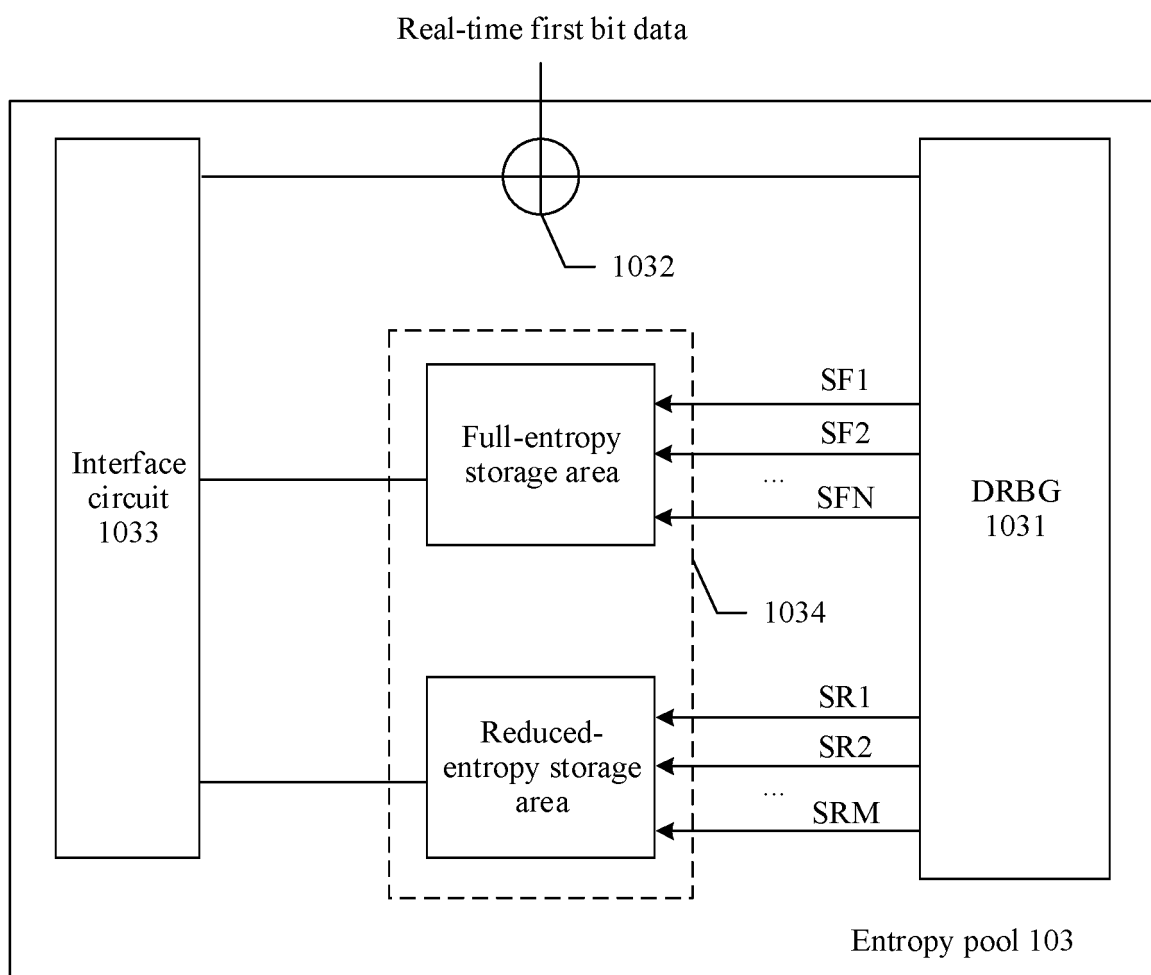 Real-time first bit data
1032
SF1
Full-entropy
storage area
SF2
...
SFN
Interface
circuit
1033
DRBG
1031
1034
SR1
Reduced-
entropy storage
area
SR2
...
SRM
Entropy pool 103